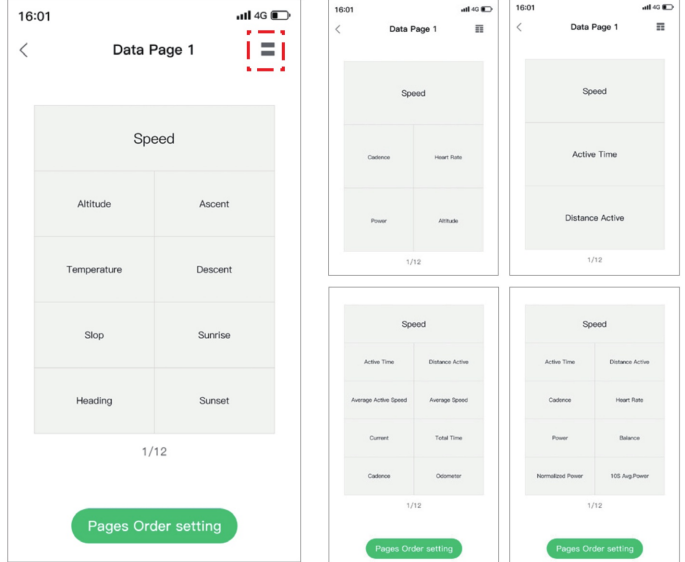 16:01 4G
Data Page 1
Speed
Altitude Ascent
Temperature Descent
Slop Sunrise
Heading Sunset
1/12
Pages Order setting
16:01 4G
Data Page 1
Speed
Cadence Heart Rate
Power Altitude
1/12
16:01 4G
Data Page 1
Speed
Active Time
Distance Active
1/12
Speed
Active Time Distance Active
Average Active Speed Average Speed
Current Total Time
Cadence Odometer
1/12
Pages Order setting
Speed
Active Time Distance Active
Cadence Heart Rate
Power Balance
Normalized Power 10S Avg.Power
1/12
Pages Order setting